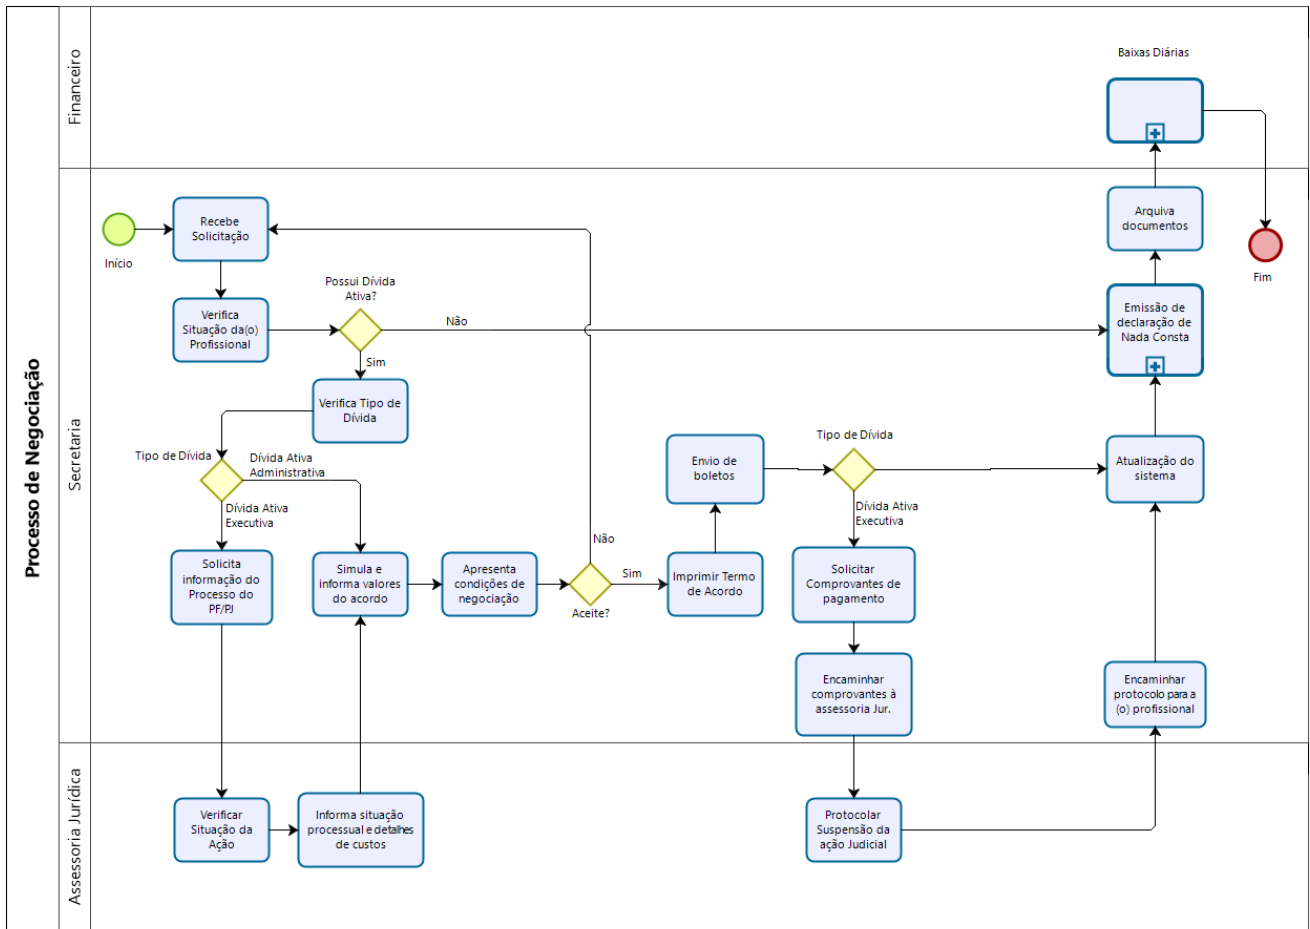 Processo de Negociação
Financeiro
Baixas Diárias
Secretaria
Início
Recebe
Solicitação
Verifica
Situação da(o)
Profissional
Possui Dívida
Ativa?
Não
Sim
Verifica Tipo de
Dívida
Tipo de Dívida
Dívida Ativa
Administrativa
Dívida Ativa
Executiva
Solicita
informação do
Processo do
PF/PJ
Simula e
informa valores
do acordo
Apresenta
condições de
negociação
Aceite?
Não
Sim
Imprimir Termo
de Acordo
Envio de
boletos
Tipo de Dívida
Dívida Ativa
Executiva
Solicitar
Comprovantes de
pagamento
Encaminhar
comprovantes à
assessoria Jur.
Arquiva
documentos
Emissão de
declaração de
Nada Consta
Atualização do
sistema
Encaminhar
protocolo para a
(o) profissional
Fim
Assessoria Jurídica
Verificar
Situação da
Ação
Informa situação
processual e detalhes
de custos
Protocolar
Suspensão da
ação Judicial